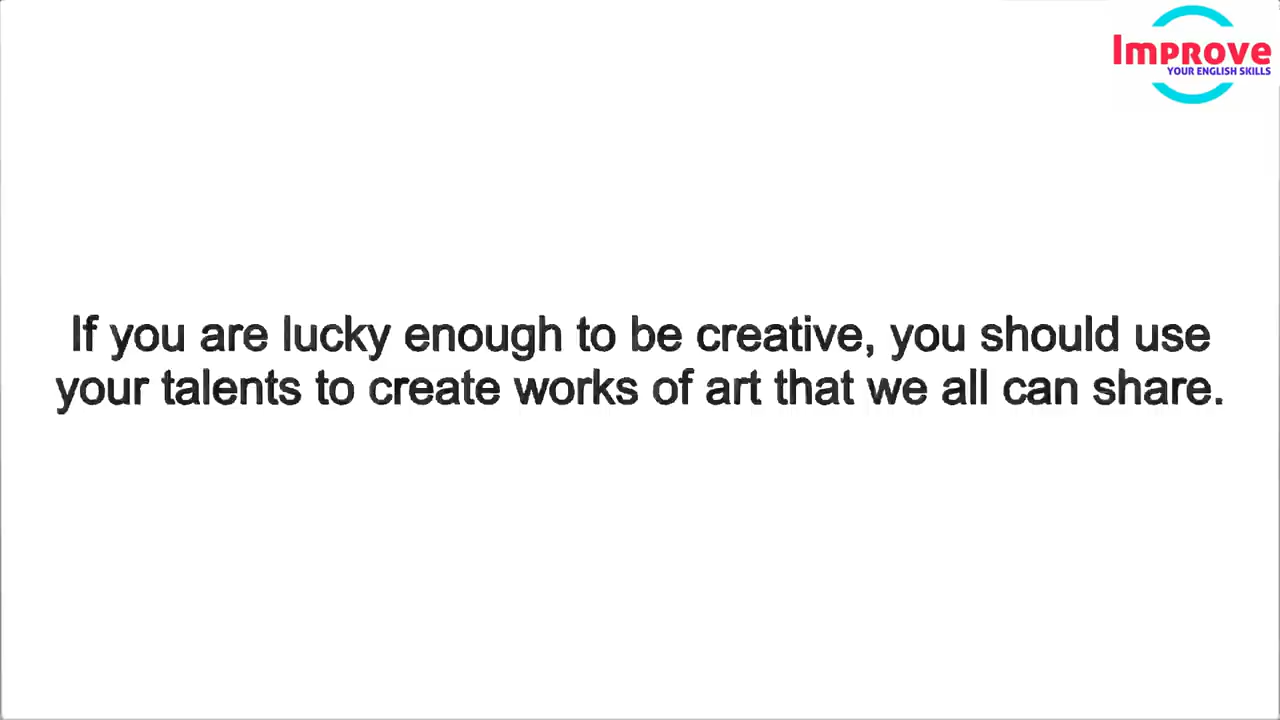 Improve
YOUR ENGLISH SKILLS
If you are lucky enough to be creative, you should use
your talents to create works of art that we all can share.